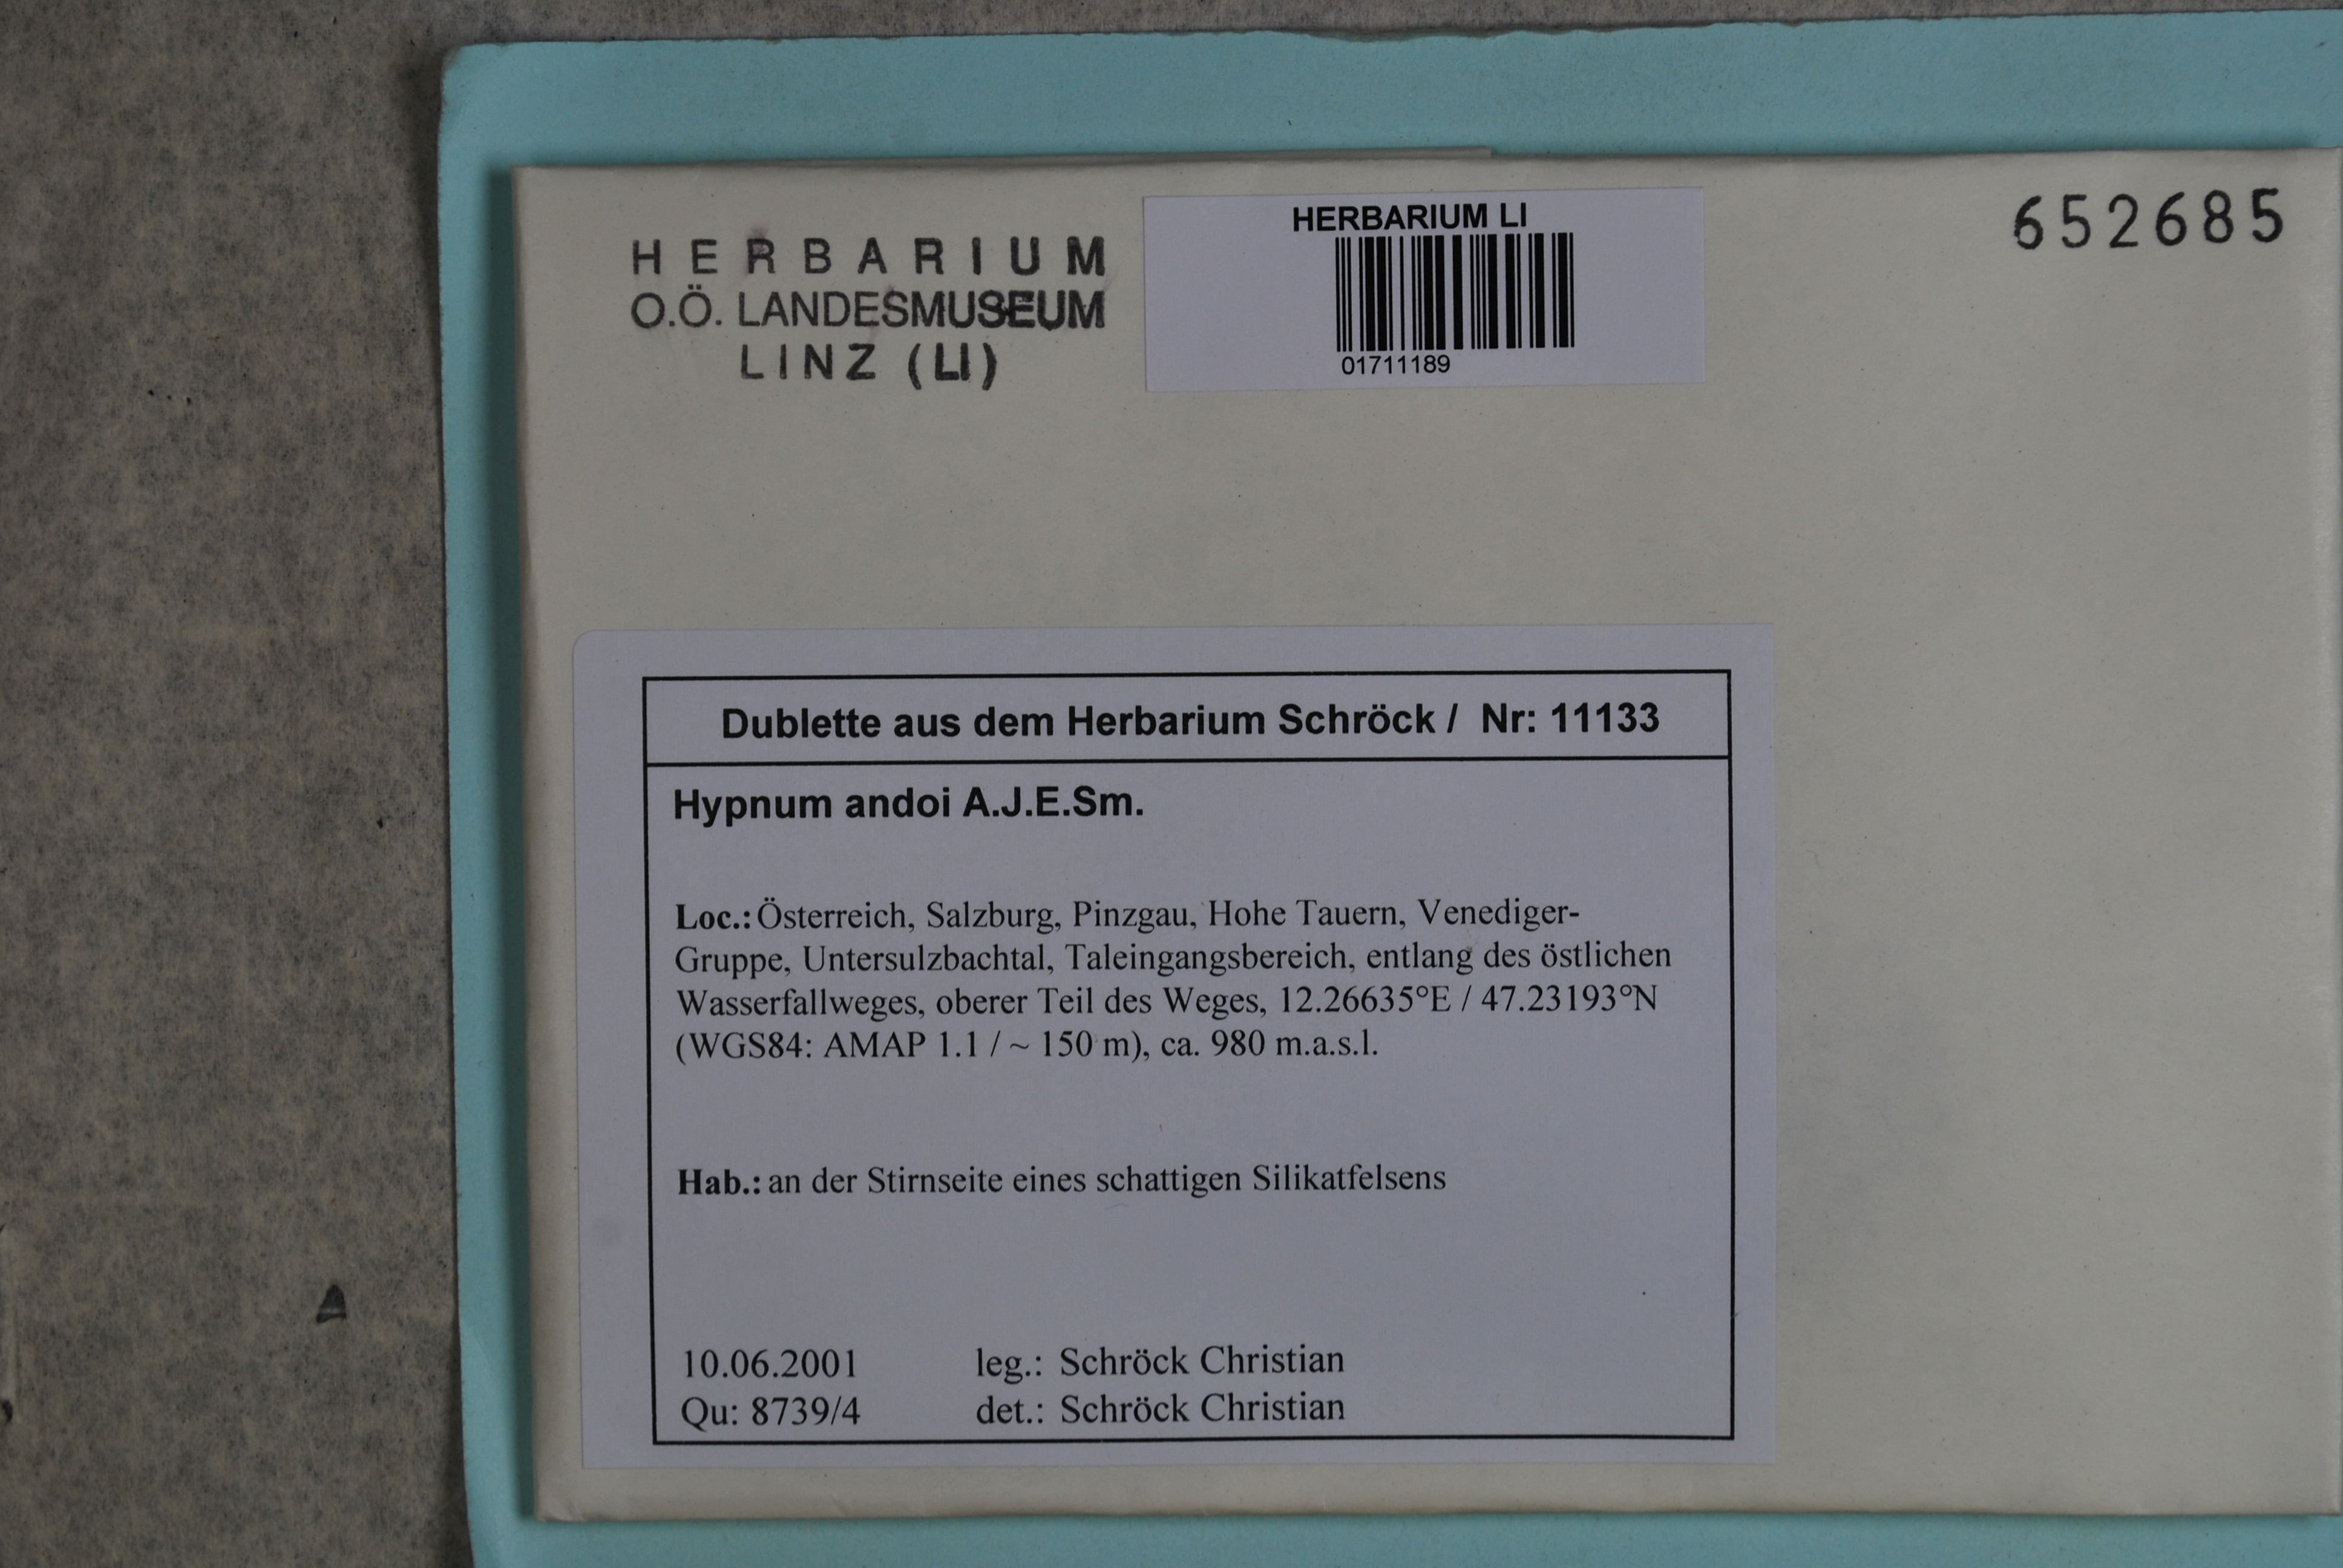 HERBARIUM
O.Ö. LANDESMUSEUM
LINZ (LI)
HERBARIUM LI
01711189
652685
Dublette aus dem Herbarium Schröck / Nr: 11133
Hypnum andoi A.J.E.Sm.
Loc.: Österreich, Salzburg, Pinzgau, Hohe Tauern, Venediger-
Gruppe, Untersulzbachtal, Taleingangsbereich, entlang des östlichen
Wasserfallweges, oberer Teil des Weges, 12.26635°E / 47.23193°N
(WGS84: AMAP 1.1 / ~ 150 m), ca. 980 m.a.s.l.
Hab.: an der Stirnseite eines schattigen Silikatfelsens
10.06.2001 leg.: Schröck Christian
Qu: 8739/4 det.: Schröck Christian